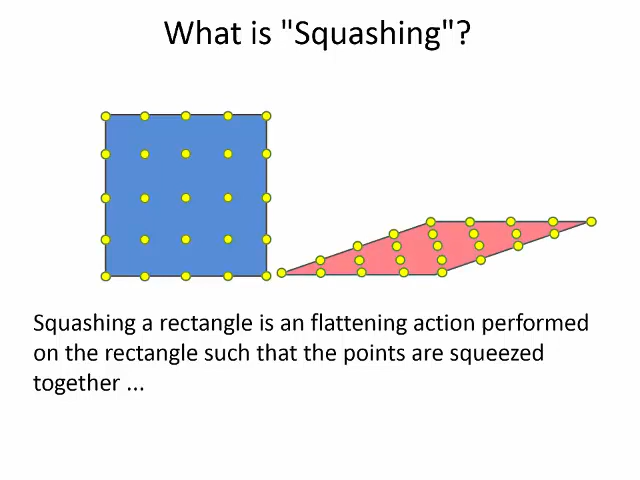 What is "Squashing"?
Squashing a rectangle is an flattening action performed
on the rectangle such that the points are squeezed
together ...